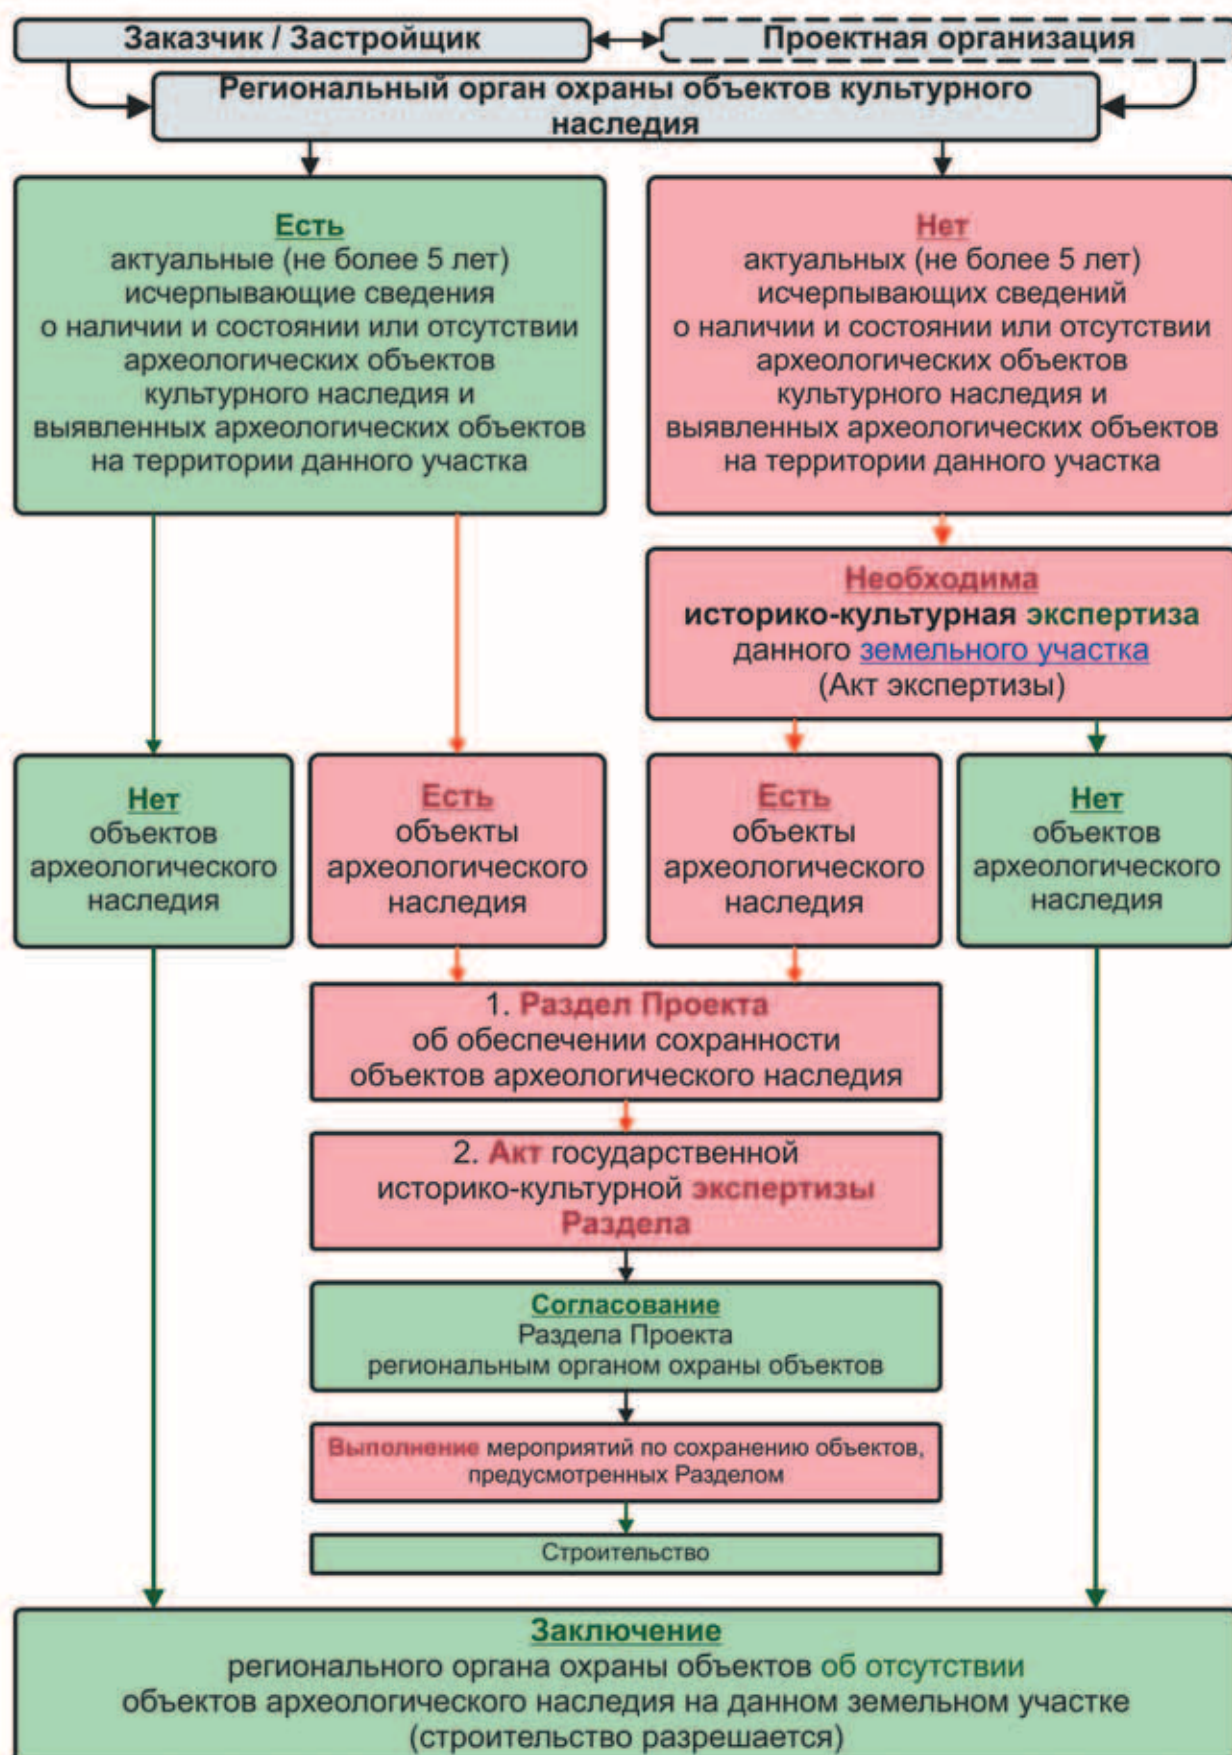 Заказчик / Застройщик
Проектная организация
Региональный орган охраны объектов культурного
наследия
Есть
актуальные (не более 5 лет)
исчерпывающие сведения
о наличии и состоянии или отсутствии
археологических объектов
культурного наследия и
выявленных археологических объектов
на территории данного участка
Нет
актуальных (не более 5 лет)
исчерпывающих сведений
о наличии и состоянии или отсутствии
археологических объектов
культурного наследия и
выявленных археологических объектов
на территории данного участка
Необходима
историко-культурная экспертиза
данного земельного участка
(Акт экспертизы)
Нет
объектов
археологического
наследия
Есть
объекты
археологического
наследия
Есть
объекты
археологического
наследия
Нет
объектов
археологического
наследия
1. Раздел Проекта
об обеспечении сохранности
объектов археологического наследия
2. Акт государственной
историко-культурной экспертизы
Раздела
Согласование
Раздела Проекта
региональным органом охраны объектов
Выполнение мероприятий по сохранению объектов,
предусмотренных Разделом
Строительство
Заключение
регионального органа охраны объектов об отсутствии
объектов археологического наследия на данном земельном участке
(строительство разрешается)